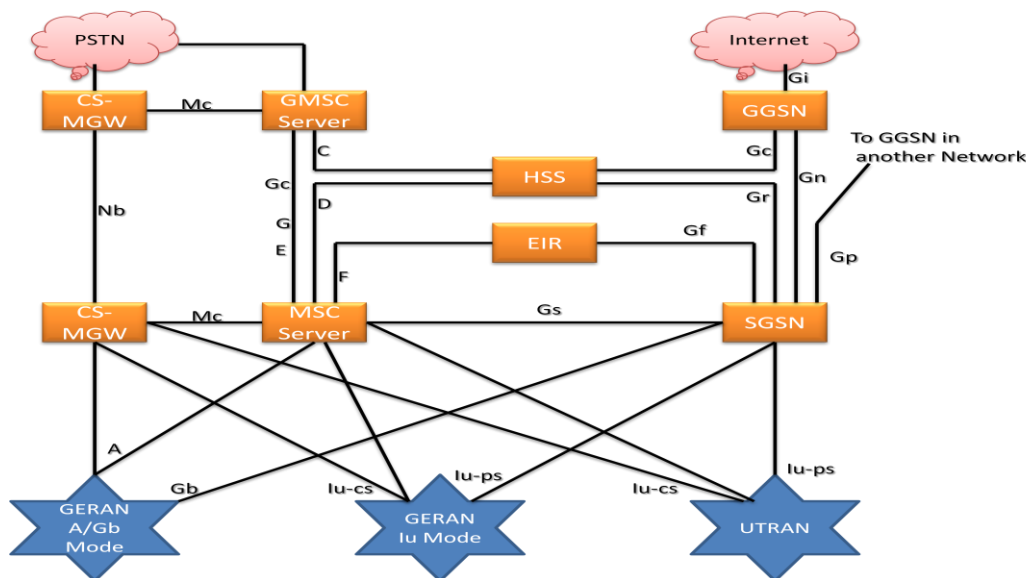 PSTN
Internet
Gi
CS-
MGW
Mc
GMSC
Server
GGSN
To GGSN in
another Network
C
Gc
HSS
Gc
Gn
D
Gr
Nb
G
E
EIR
Gf
Gp
F
CS-
MGW
Mc
MSC
Server
Gs
SGSN
A
Gb
Iu-cs
Iu-ps
Iu-cs
Iu-ps
GERAN
A/Gb
Mode
GERAN
Iu Mode
UTRAN